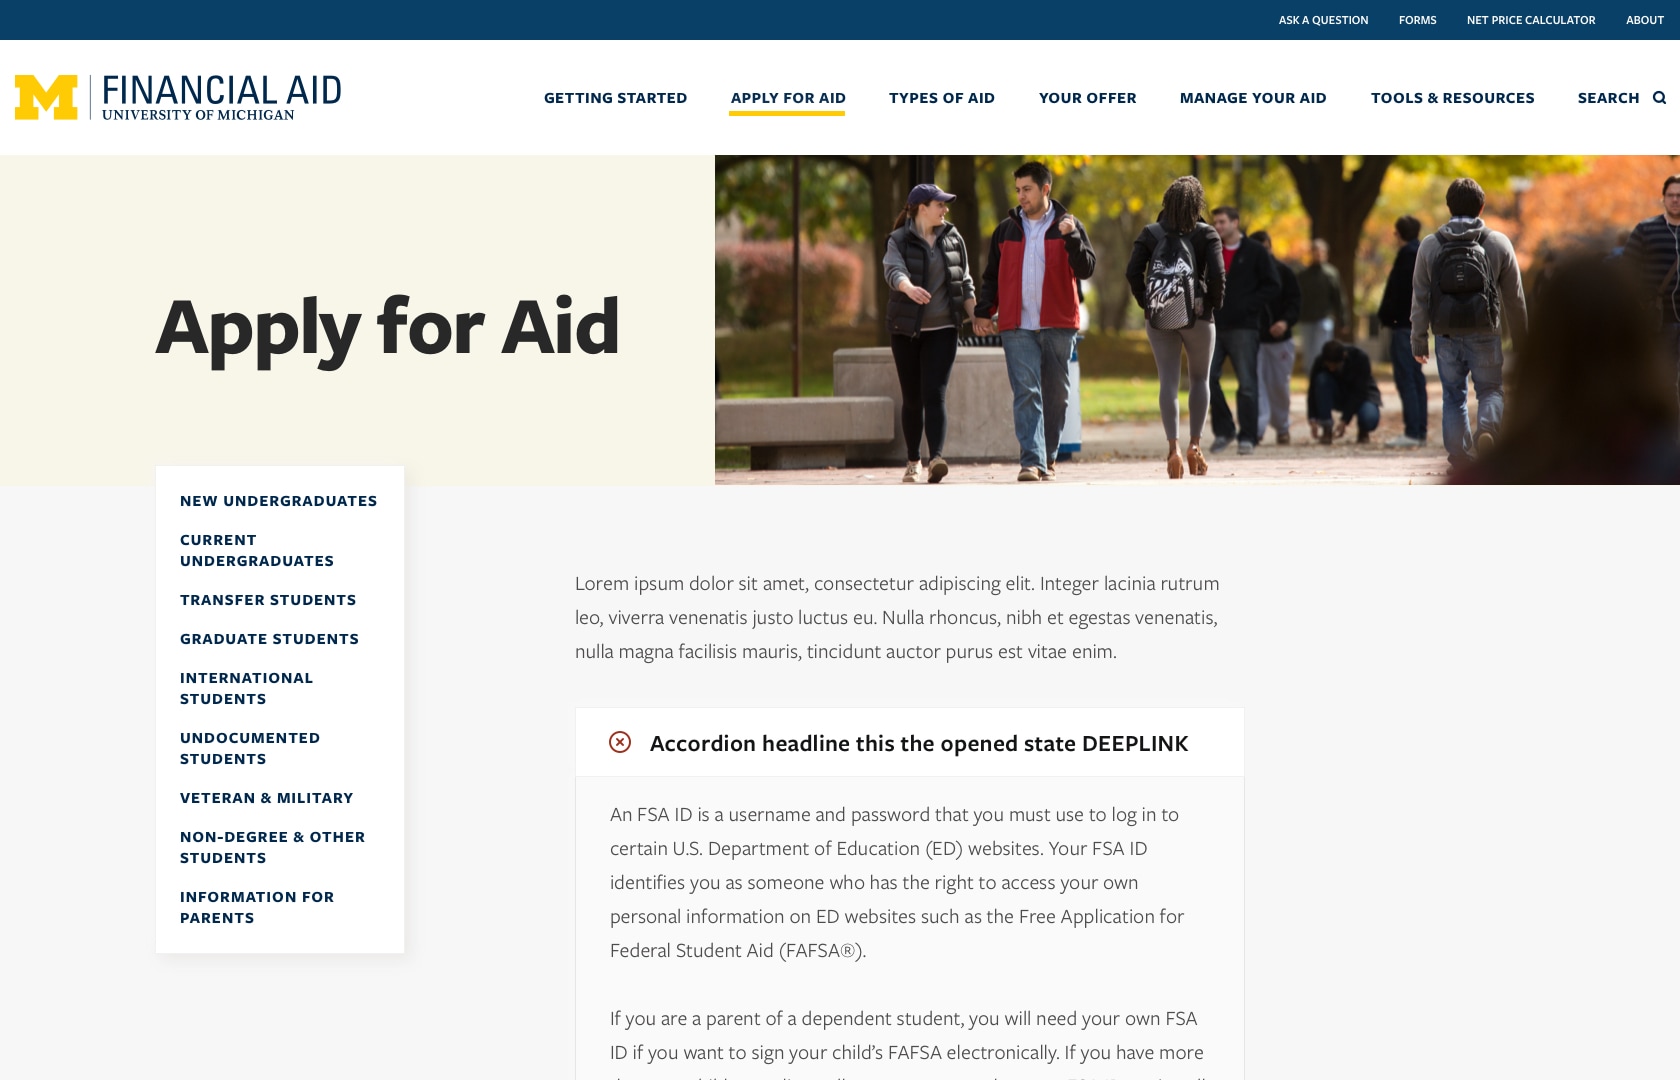 ASK A QUESTION FORMS NET PRICE CALCULATOR ABOUT
M FINANCIAL AID
UNIVERSITY OF MICHIGAN
GETTING STARTED APPLY FOR AID TYPES OF AID YOUR OFFER MANAGE YOUR AID TOOLS & RESOURCES SEARCH
Apply for Aid
NEW UNDERGRADUATES
CURRENT
UNDERGRADUATES
TRANSFER STUDENTS
GRADUATE STUDENTS
INTERNATIONAL
STUDENTS
UNDOCUMENTED
STUDENTS
VETERAN & MILITARY
NON-DEGREE & OTHER
STUDENTS
INFORMATION FOR
PARENTS
Lorem ipsum dolor sit amet, consectetur adipiscing elit. Integer lacinia rutrum
leo, viverra venenatis justo luctus eu. Nulla rhoncus, nibh et egestas venenatis,
nulla magna facilisis mauris, tincidunt auctor purus est vitae enim.
Accordion headline this the opened state DEEPLINK
An FSA ID is a username and password that you must use to log in to
certain U.S. Department of Education (ED) websites. Your FSA ID
identifies you as someone who has the right to access your own
personal information on ED websites such as the Free Application for
Federal Student Aid (FAFSA®).
If you are a parent of a dependent student, you will need your own FSA
ID if you want to sign your child’s FAFSA electronically. If you have more